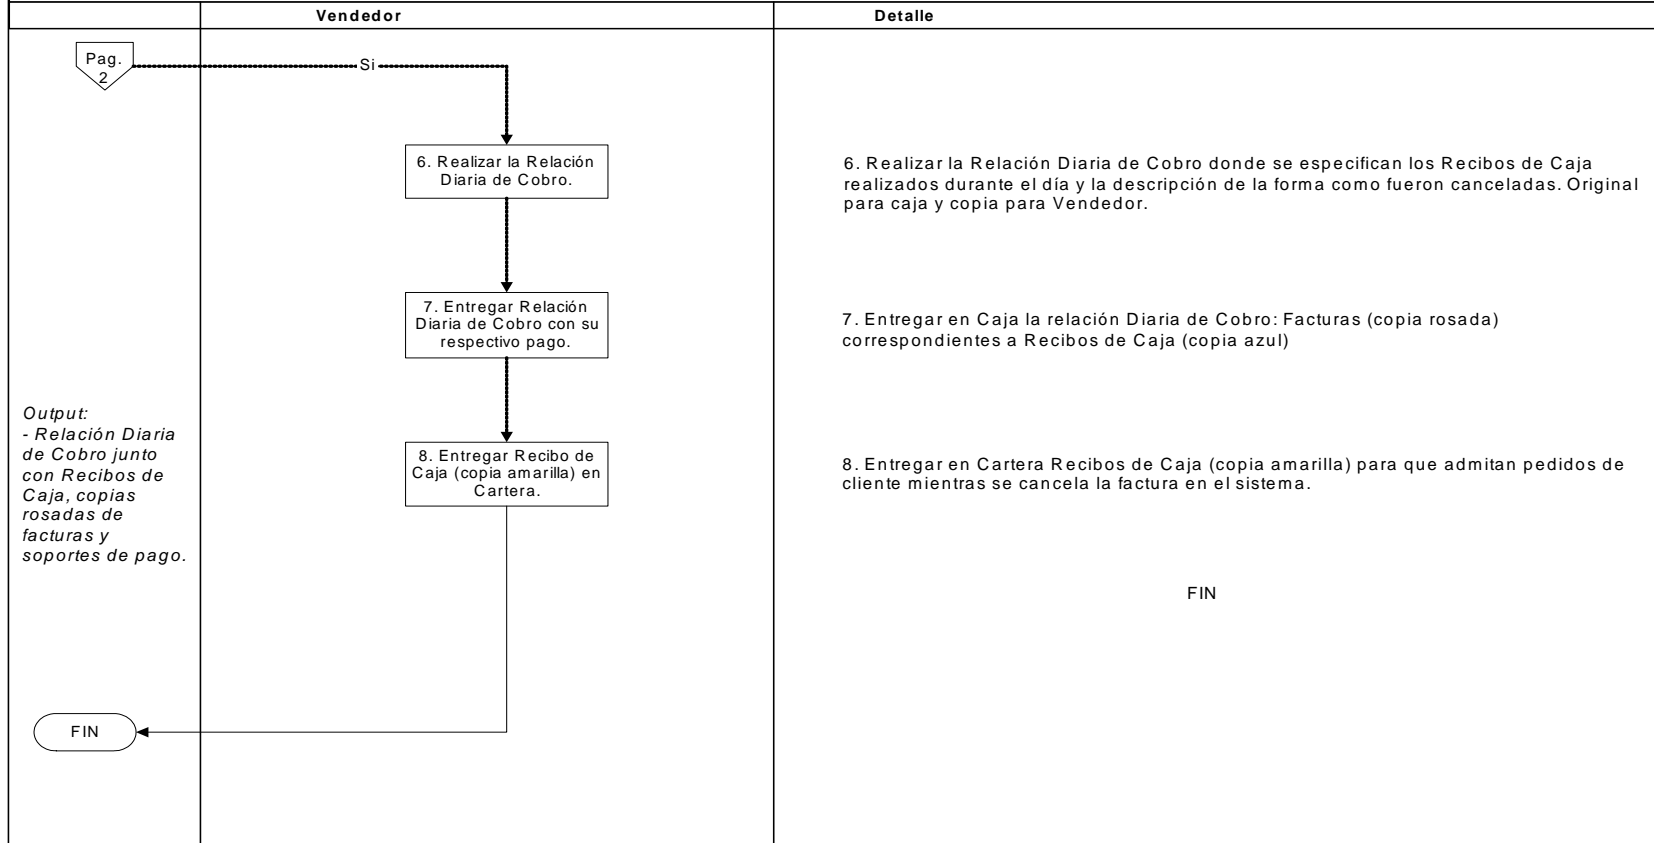 Vendedor
Detalle
Pag.
2
Si
6. Realizar la Relación
Diaria de Cobro.
6. Realizar la Relación Diaria de Cobro donde se especifican los Recibos de Caja
realizados durante el día y la descripción de la forma como fueron canceladas. Original
para caja y copia para Vendedor.
7. Entregar Relación
Diaria de Cobro con su
respectivo pago.
7. Entregar en Caja la relación Diaria de Cobro: Facturas (copia rosada)
correspondientes a Recibos de Caja (copia azul)
Output:
- Relación Diaria
de Cobro junto
con Recibos de
Caja, copias
rosadas de
facturas y
soportes de pago.
8. Entregar Recibo de
Caja (copia amarilla) en
Cartera.
8. Entregar en Cartera Recibos de Caja (copia amarilla) para que admitan pedidos de
cliente mientras se cancela la factura en el sistema.
FIN
FIN